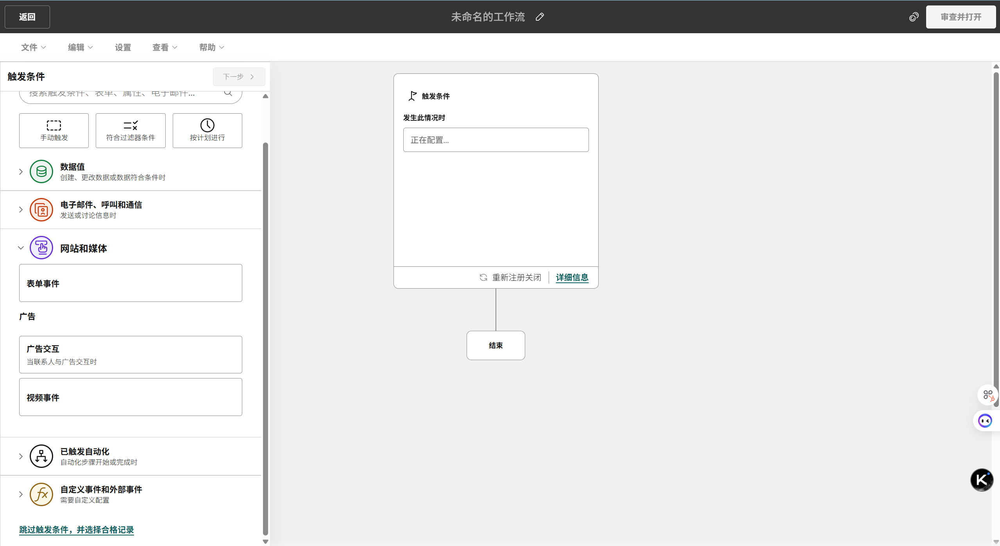 返回
未命名的工作流
审查并打开
文件
编辑
设置
查看
帮助
触发条件
下一步
搜索触发条件、表单、属性、电子邮件...
手动触发
符合过滤器条件
按计划进行
数据值
创建、更改数据或数据符合条件时
电子邮件、呼叫和通信
发送或讨论信息时
网站和媒体
表单事件
广告
广告交互
当联系人与广告交互时
视频事件
已触发自动化
自动化步骤开始或完成时
fx
自定义事件和外部事件
需要自定义配置
跳过触发条件，并选择合格记录
触发条件
发生此情况时
正在配置...
重新注册关闭
详细信息
结束
K